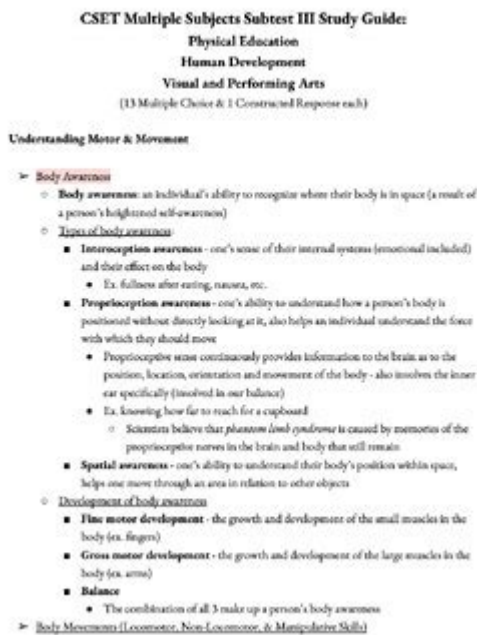 CSET Multiple Subjects Subtest III Study Guide:
Physical Education
Human Development
Visual and Performing Arts
(13 Multiple Choice & 1 Constructed Response each)
Understanding Motor & Movement
➢ Body Awareness
○ Body awareness: an individual's ability to recognize where their body is in space (a result of
a person's heightened self-awareness)
○ Types of body awareness:
■ Interoception awareness - one's sense of their internal systems (emotional included)
and their effect on the body
● Ex. fullness after eating, nausea, etc.
■ Proprioception awareness - one's ability to understand how a person's body is
positioned without directly looking at it, also helps an individual understand the force
with which they should move
● Proprioceptive sense continuously provides information to the brain as to the
position, location, orientation and movement of the body - also involves the inner
ear specifically (involved in our balance)
● Ex. knowing how far to reach for a cupboard
○ Scientists believe that phantom limb syndrome is caused by memories of the
proprioceptive nerves in the brain and body that still remain
■ Spatial awareness - one's ability to understand their body's position within space,
helps one move through an area in relation to other objects
○ Development of body awareness
■ Fine motor development - the growth and development of the small muscles in the
body (ex. fingers)
■ Gross motor development - the growth and development of the large muscles in the
body (ex. arms)
■ Balance
● The combination of all 3 make up a person's body awareness
➢ Body Movements (Locomotor, Non-Locomotor, & Manipulative Skills)